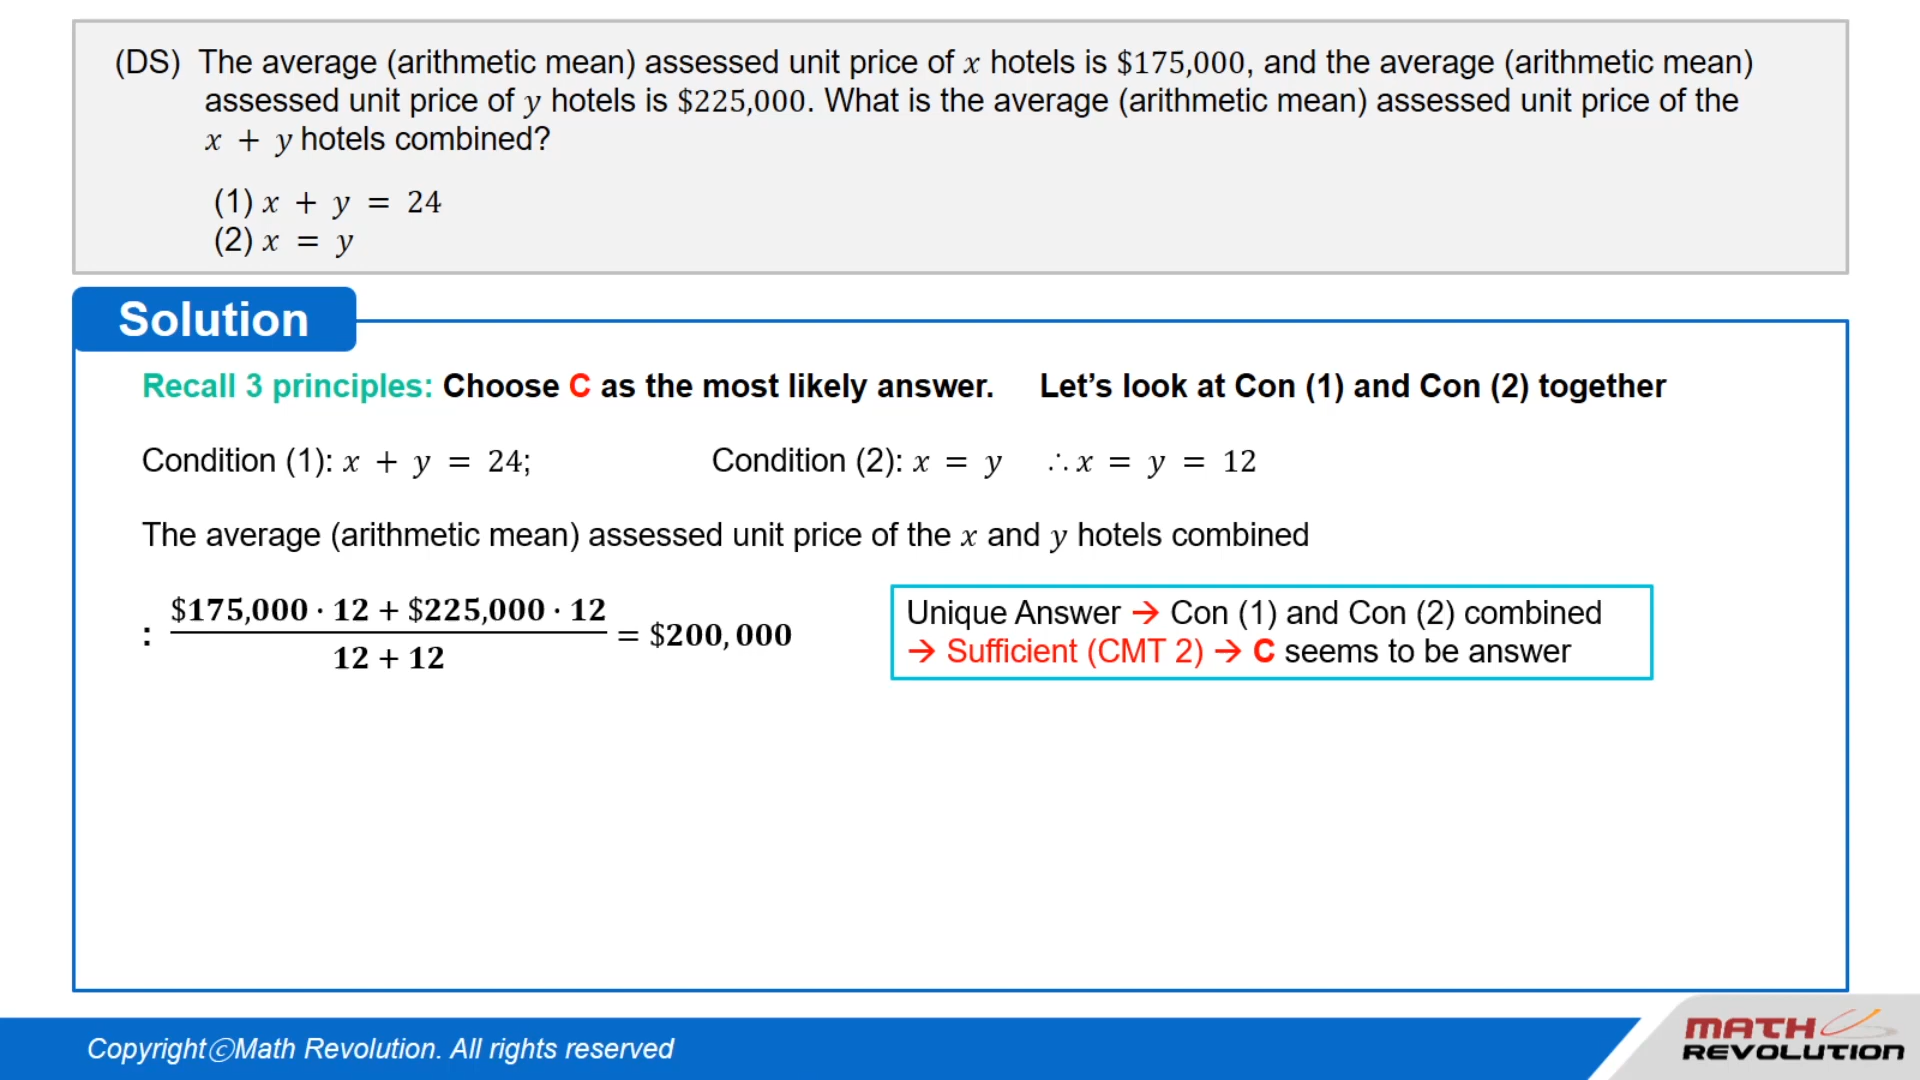 (DS) The average (arithmetic mean) assessed unit price of x hotels is $175,000, and the average (arithmetic mean)
assessed unit price of y hotels is $225,000. What is the average (arithmetic mean) assessed unit price of the
x + y hotels combined?
(1) x + y = 24
(2) x = y
Solution
Recall 3 principles: Choose C as the most likely answer. Let’s look at Con (1) and Con (2) together
Condition (1): x + y = 24; Condition (2): x = y ∴ x = y = 12
The average (arithmetic mean) assessed unit price of the x and y hotels combined
: $175,000 · 12 + $225,000 · 12 / 12 + 12 = $200,000
Unique Answer → Con (1) and Con (2) combined
→ Sufficient (CMT 2) → C seems to be answer
CopyrightⓒMath Revolution. All rights reserved
MATH
REVOLUTION